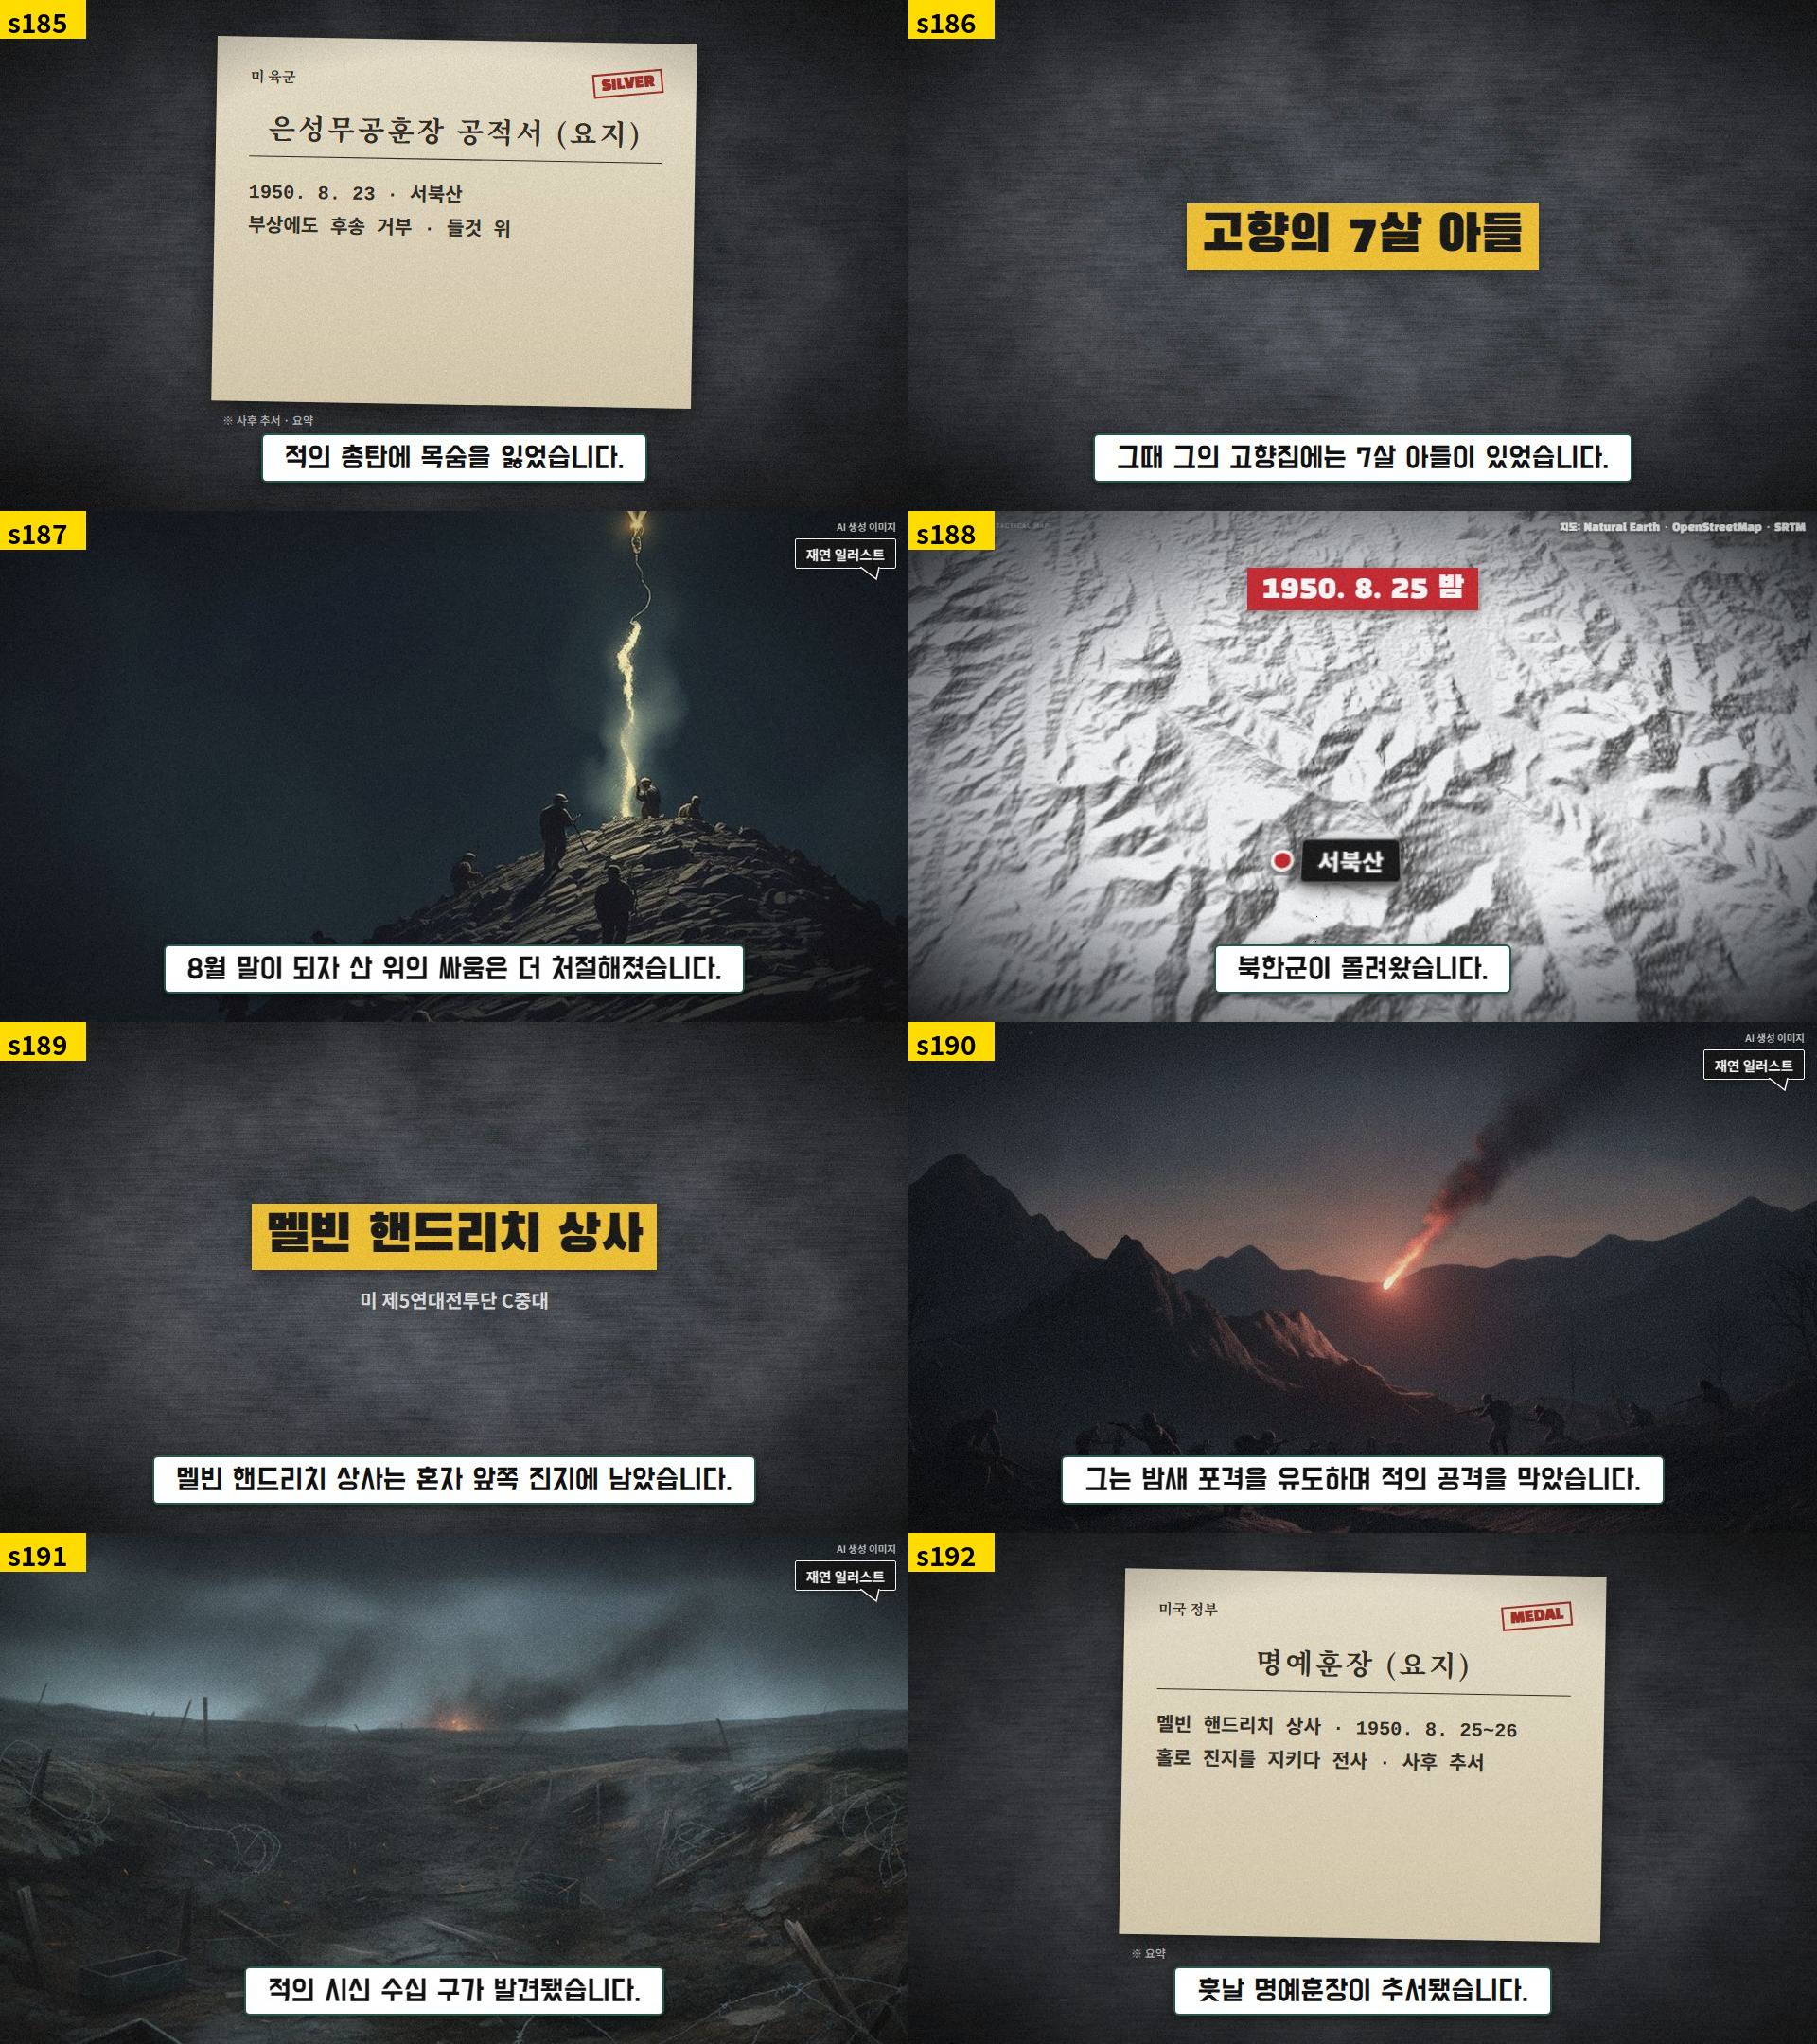 s185
미 육군
SILVER
은성무공훈장 공적서 (요지)
1950. 8. 23 · 서북산
부상에도 후송 거부 · 들것 위
※ 사후 추서 · 요약
적의 총탄에 목숨을 잃었습니다.
s186
고향의 7살 아들
그때 그의 고향집에는 7살 아들이 있었습니다.
s187
AI 생성 이미지
재연 일러스트
8월 말이 되자 산 위의 싸움은 더 처절해졌습니다.
s188
TACTICAL MAP
지도: Natural Earth · OpenStreetMap · SRTM
1950. 8. 25 밤
서북산
북한군이 몰려왔습니다.
s189
멜빈 핸드리치 상사
미 제5연대전투단 C중대
멜빈 핸드리치 상사는 혼자 앞쪽 진지에 남았습니다.
s190
AI 생성 이미지
재연 일러스트
그는 밤새 포격을 유도하며 적의 공격을 막았습니다.
s191
AI 생성 이미지
재연 일러스트
적의 시신 수십 구가 발견됐습니다.
s192
미국 정부
MEDAL
명예훈장 (요지)
멜빈 핸드리치 상사 · 1950. 8. 25~26
홀로 진지를 지키다 전사 · 사후 추서
※ 요약
훗날 명예훈장이 추서됐습니다.